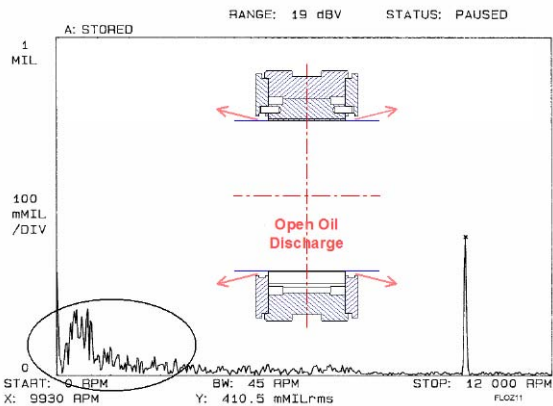 RANGE: 19 dBV STATUS: PAUSED
A: STORED
1
MIL
100
mMIL
/DIV
Open Oil
Discharge
0
START: 0 RPM BW: 45 RPM STOP: 12 000 RPM
X: 9930 RPM Y: 410.5 mMILrms
FLOZ11